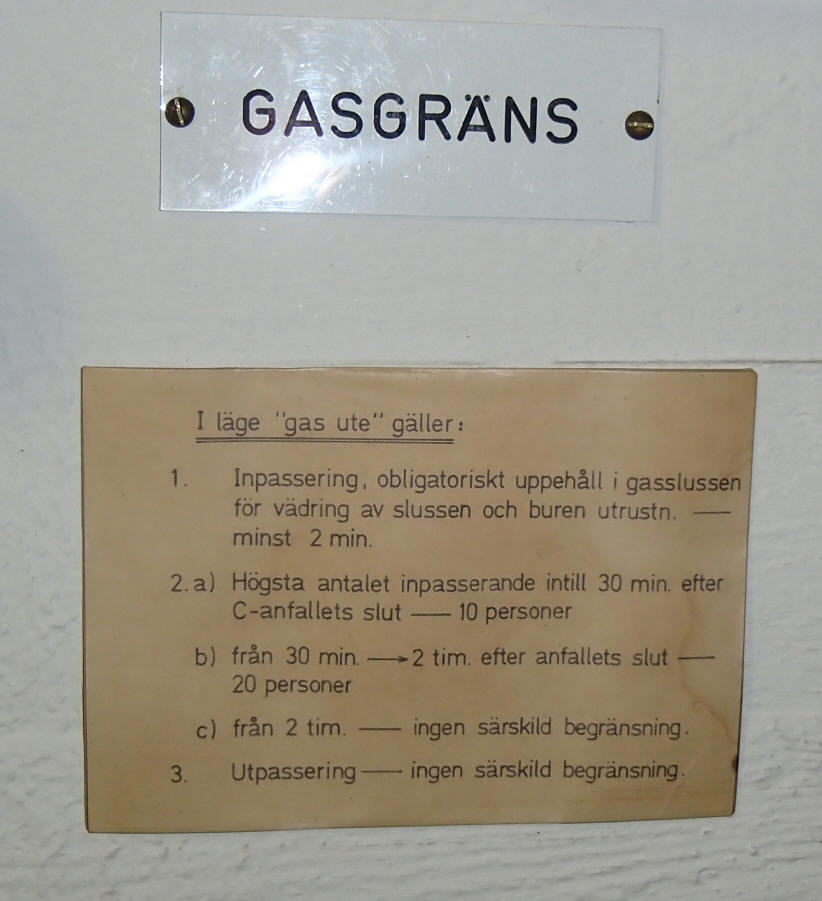 GASGRÄNS
I läge "gas ute" gäller:
1. Inpassering, obligatoriskt uppehåll i gasslussen
för vädring av slussen och buren utrustn. —
minst 2 min.
2. a) Högsta antalet inpasserande intill 30 min. efter
C-anfallets slut — 10 personer
b) från 30 min. → 2 tim. efter anfallets slut —
20 personer
c) från 2 tim. — ingen särskild begränsning.
3. Utpassering — ingen särskild begränsning.